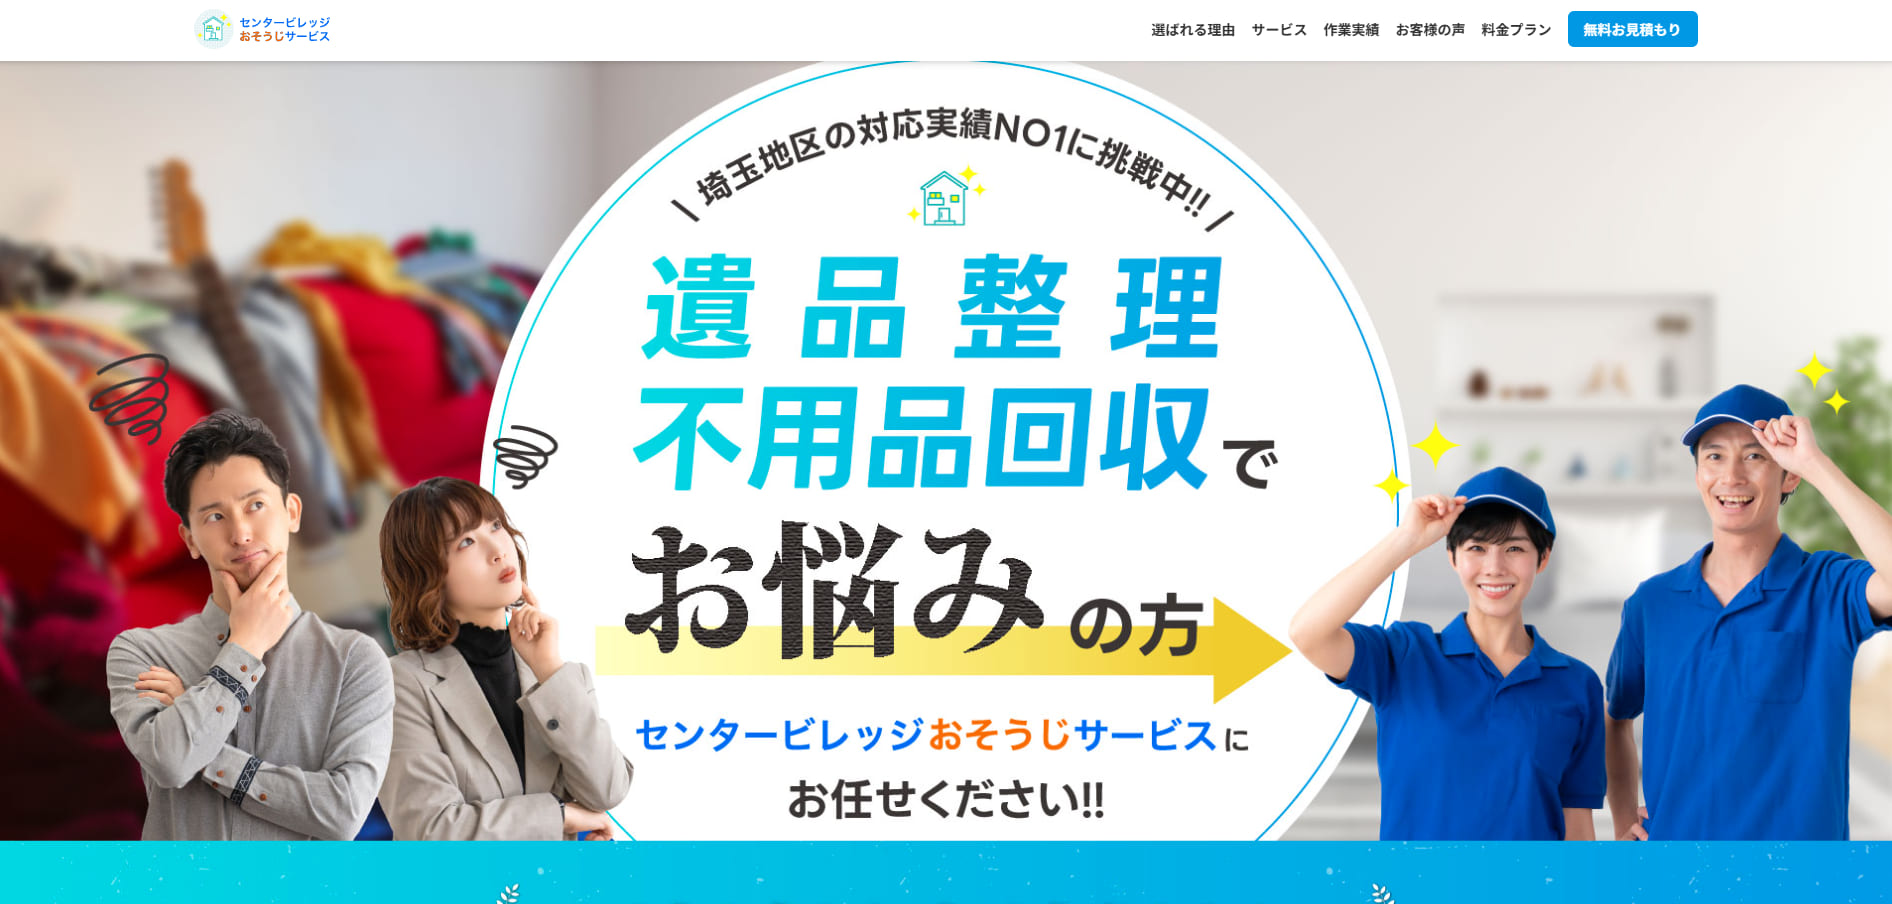 センタービレッジ
おそうじサービス
選ばれる理由 サービス 作業実績 お客様の声 料金プラン 無料お見積もり
\ 埼玉地区の対応実績NO1に挑戦中!! /
遺品整理
不用品回収で
お悩みの方
センタービレッジおそうじサービスに
お任せください!!